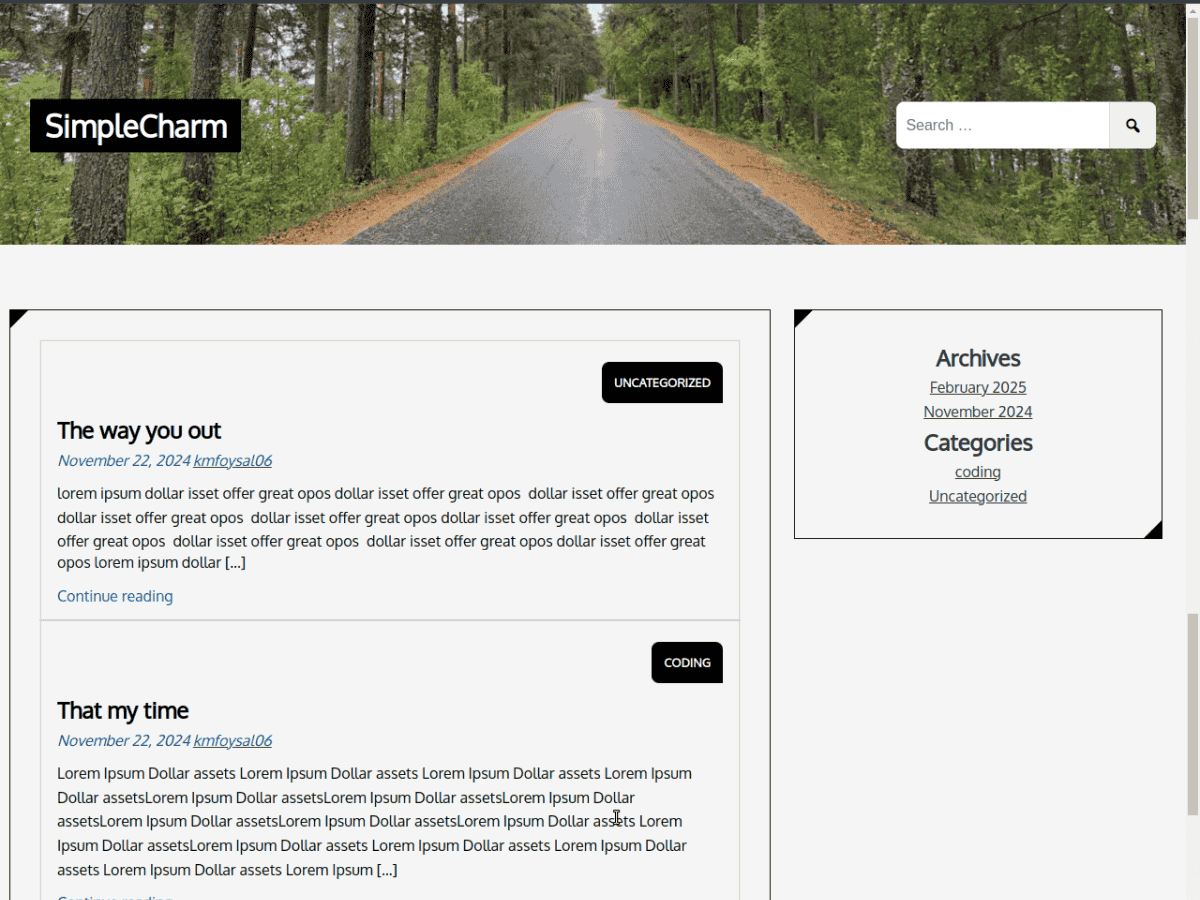 SimpleCharm
Search …
UNCATEGORIZED
The way you out
November 22, 2024 kmfoysal06
lorem ipsum dollar isset offer great opos dollar isset offer great opos  dollar isset offer great opos
dollar isset offer great opos  dollar isset offer great opos dollar isset offer great opos  dollar isset
offer great opos  dollar isset offer great opos  dollar isset offer great opos dollar isset offer great
opos lorem ipsum dollar […]
Continue reading
CODING
That my time
November 22, 2024 kmfoysal06
Lorem Ipsum Dollar assets Lorem Ipsum Dollar assets Lorem Ipsum Dollar assets Lorem Ipsum
Dollar assetsLorem Ipsum Dollar assetsLorem Ipsum Dollar assetsLorem Ipsum Dollar
assetsLorem Ipsum Dollar assetsLorem Ipsum Dollar assetsLorem Ipsum Dollar assets Lorem
Ipsum Dollar assetsLorem Ipsum Dollar assets Lorem Ipsum Dollar assets Lorem Ipsum Dollar
assets Lorem Ipsum Dollar assets Lorem Ipsum […]
Archives
February 2025
November 2024
Categories
coding
Uncategorized